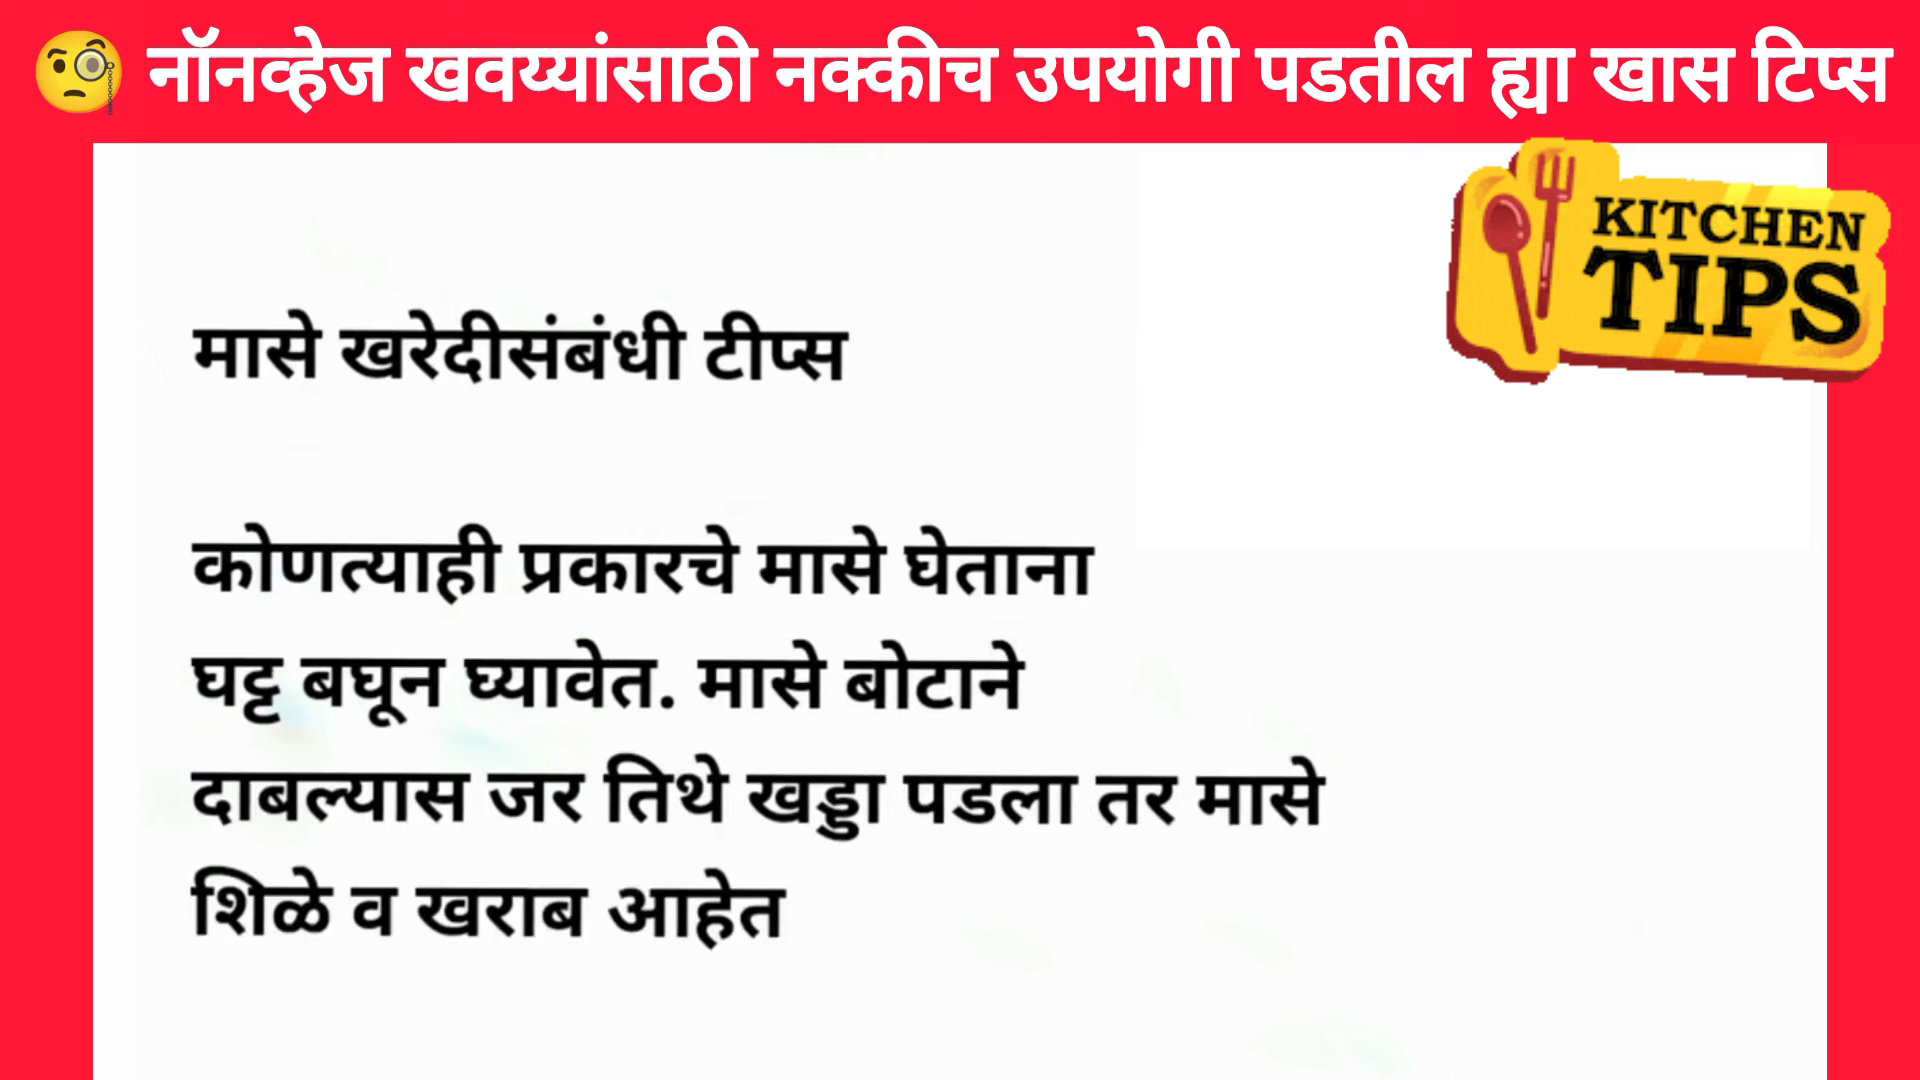 🧐 नॉनव्हेज खवय्यांसाठी नक्कीच उपयोगी पडतील ह्या खास टिप्स
KITCHEN
TIPS
मासे खरेदीसंबंधी टीप्स
कोणत्याही प्रकारचे मासे घेताना
घट्ट बघून घ्यावेत. मासे बोटाने
दाबल्यास जर तिथे खड्डा पडला तर मासे
शिळे व खराब आहेत